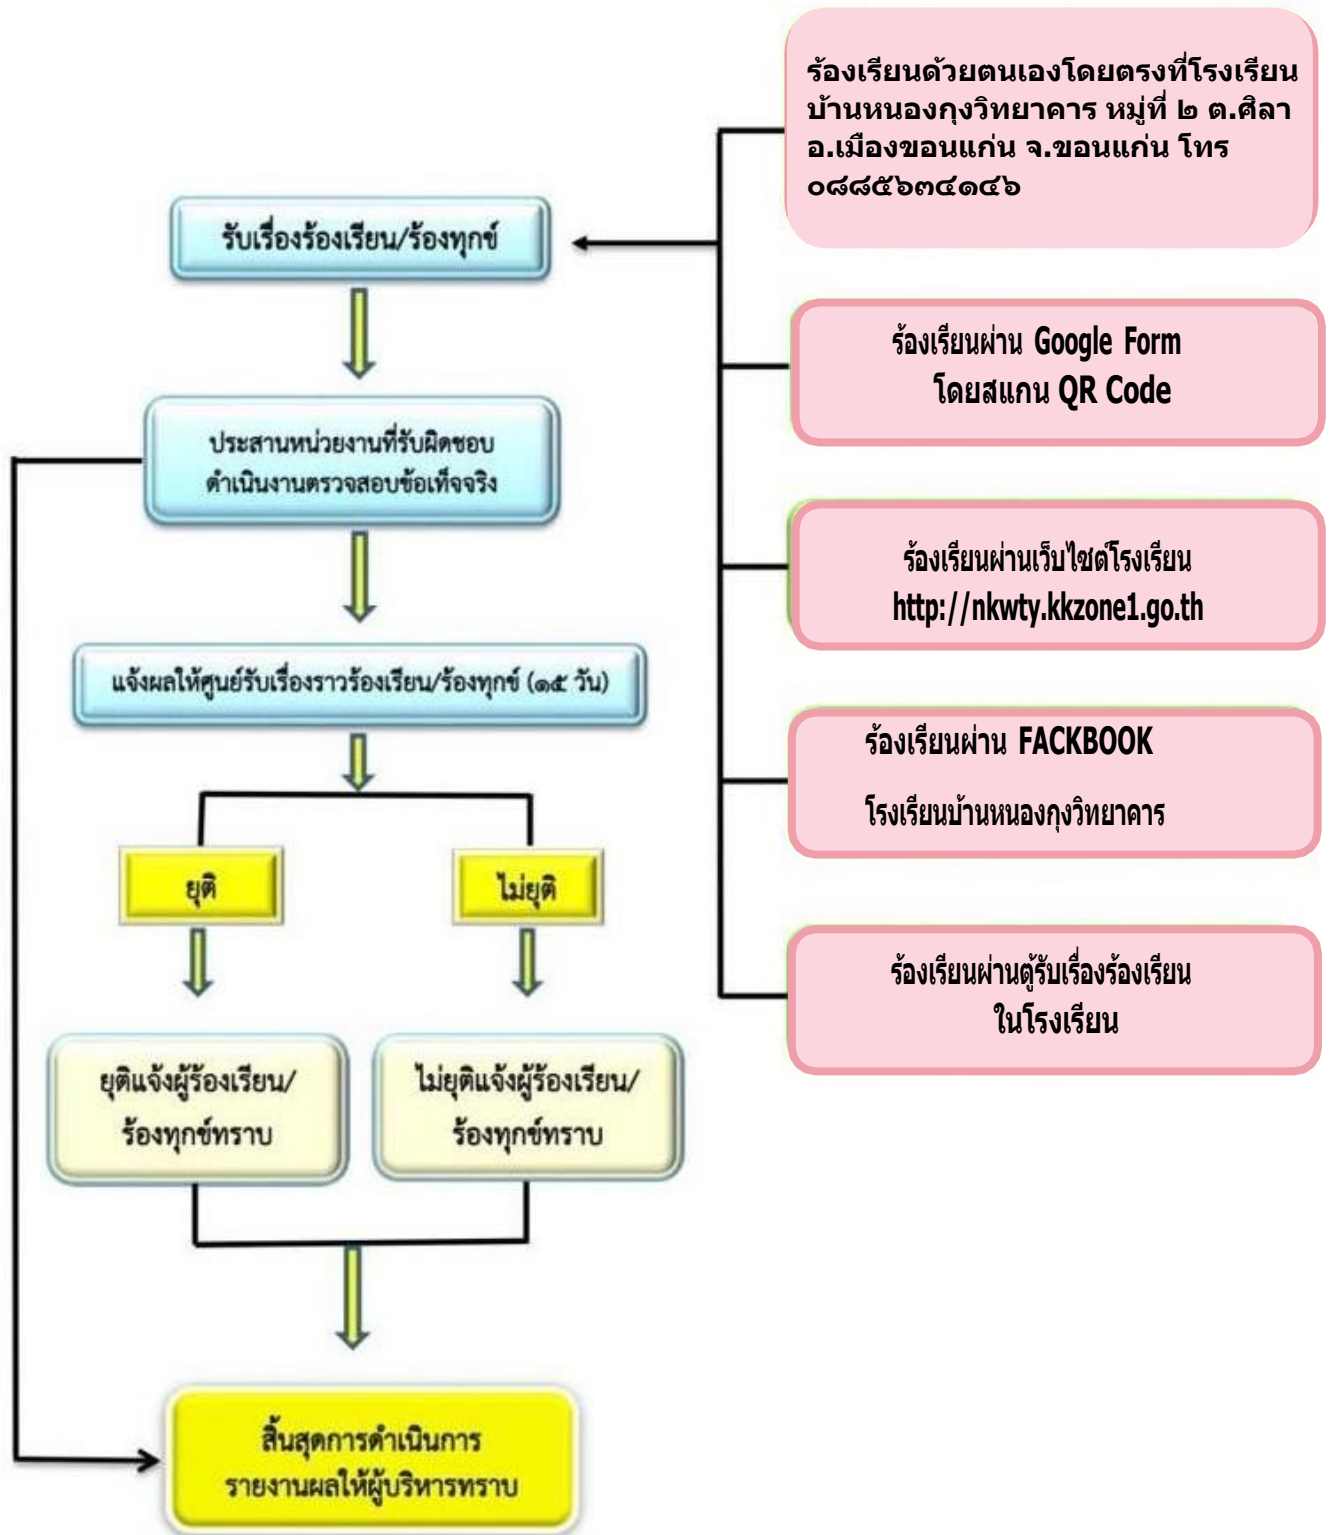 ร้องเรียนด้วยตนเองโดยตรงที่โรงเรียน
บ้านหนองกุงวิทยาคาร หมู่ที่ ๒ ต.ศิลา
อ.เมืองขอนแก่น จ.ขอนแก่น โทร
๐๘๘๕๖๓๔๑๔๖
รับเรื่องร้องเรียน/ร้องทุกข์
ร้องเรียนผ่าน Google Form
โดยสแกน QR Code
ประสานหน่วยงานที่รับผิดชอบ
ดำเนินงานตรวจสอบข้อเท็จจริง
ร้องเรียนผ่านเว็บไซต์โรงเรียน
http://nkwty.kkzone1.go.th
แจ้งผลให้ศูนย์รับเรื่องราวร้องเรียน/ร้องทุกข์ (๑๕ วัน)
ร้องเรียนผ่าน FACKBOOK
โรงเรียนบ้านหนองกุงวิทยาคาร
ยุติ
ไม่ยุติ
ร้องเรียนผ่านตู้รับเรื่องร้องเรียน
ในโรงเรียน
ยุติแจ้งผู้ร้องเรียน/
ร้องทุกข์ทราบ
ไม่ยุติแจ้งผู้ร้องเรียน/
ร้องทุกข์ทราบ
สิ้นสุดการดำเนินการ
รายงานผลให้ผู้บริหารทราบ